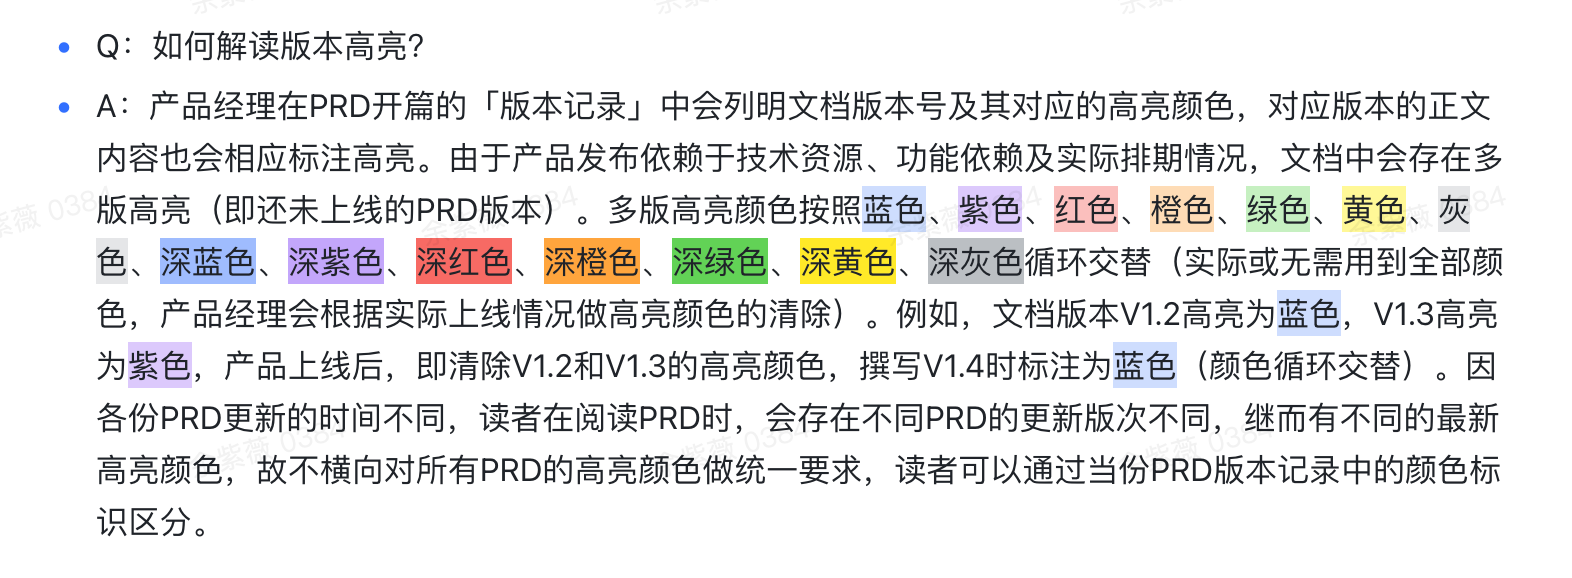 Q：如何解读版本高亮？
A：产品经理在PRD开篇的「版本记录」中会列明文档版本号及其对应的高亮颜色，对应版本的正文
内容也会相应标注高亮。由于产品发布依赖于技术资源、功能依赖及实际排期情况，文档中会存在多
版高亮（即还未上线的PRD版本）。多版高亮颜色按照蓝色、紫色、红色、橙色、绿色、黄色、灰
色、深蓝色、深紫色、深红色、深橙色、深绿色、深黄色、深灰色循环交替（实际或无需用到全部颜
色，产品经理会根据实际上线情况做高亮颜色的清除）。例如，文档版本V1.2高亮为蓝色，V1.3高亮
为紫色，产品上线后，即清除V1.2和V1.3的高亮颜色，撰写V1.4时标注为蓝色（颜色循环交替）。因
各份PRD更新的时间不同，读者在阅读PRD时，会存在不同PRD的更新版次不同，继而有不同的最新
高亮颜色，故不横向对所有PRD的高亮颜色做统一要求，读者可以通过当份PRD版本记录中的颜色标
识区分。